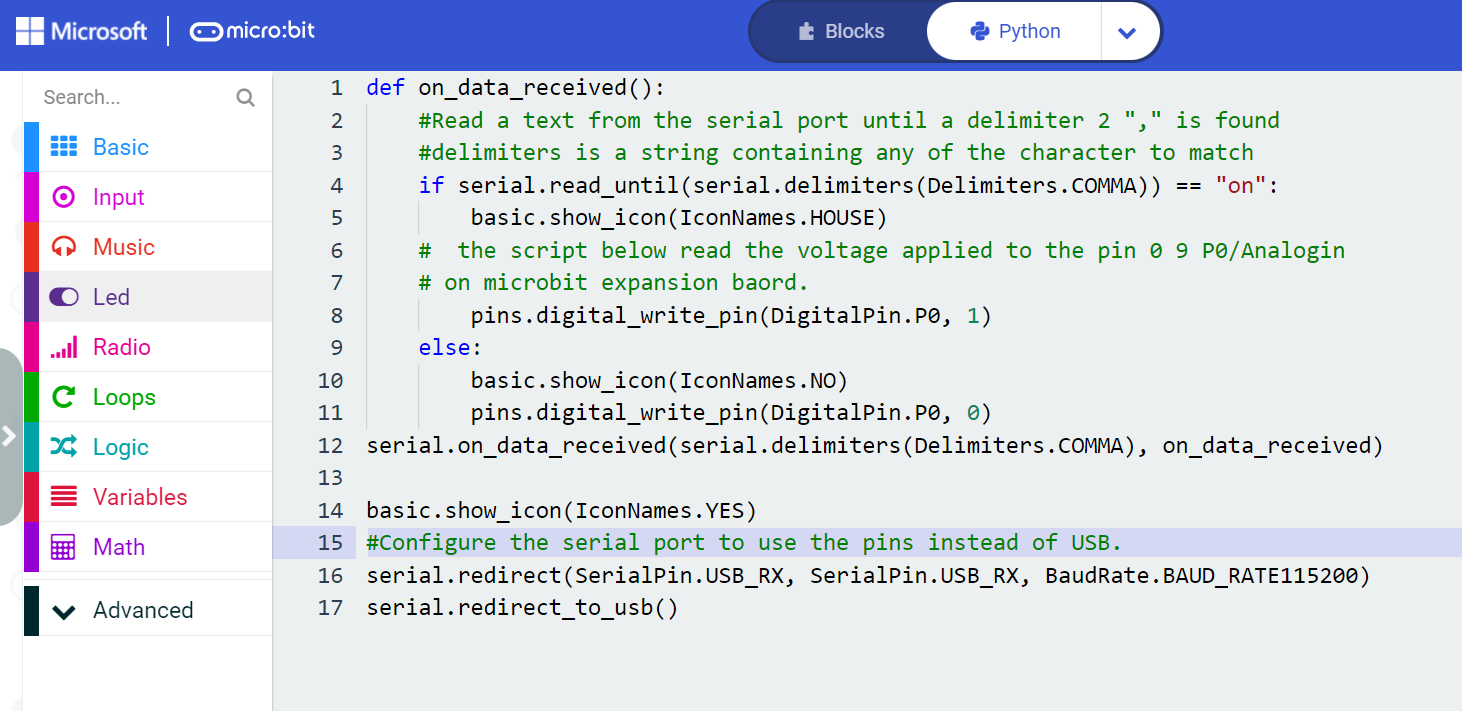 Microsoft micro:bit Blocks Python
Search...
Basic
Input
Music
Led
Radio
Loops
Logic
Variables
Math
Advanced
1 def on_data_received():
2 #Read a text from the serial port until a delimiter 2 "," is found
3 #delimiters is a string containing any of the character to match
4 if serial.read_until(serial.delimiters(Delimiters.COMMA)) == "on":
5 basic.show_icon(IconNames.HOUSE)
6 #  the script below read the voltage applied to the pin 0 9 P0/Analogin
7 # on microbit expansion baord.
8 pins.digital_write_pin(DigitalPin.P0, 1)
9 else:
10 basic.show_icon(IconNames.NO)
11 pins.digital_write_pin(DigitalPin.P0, 0)
12 serial.on_data_received(serial.delimiters(Delimiters.COMMA), on_data_received)
13
14 basic.show_icon(IconNames.YES)
15 #Configure the serial port to use the pins instead of USB.
16 serial.redirect(SerialPin.USB_RX, SerialPin.USB_RX, BaudRate.BAUD_RATE115200)
17 serial.redirect_to_usb()